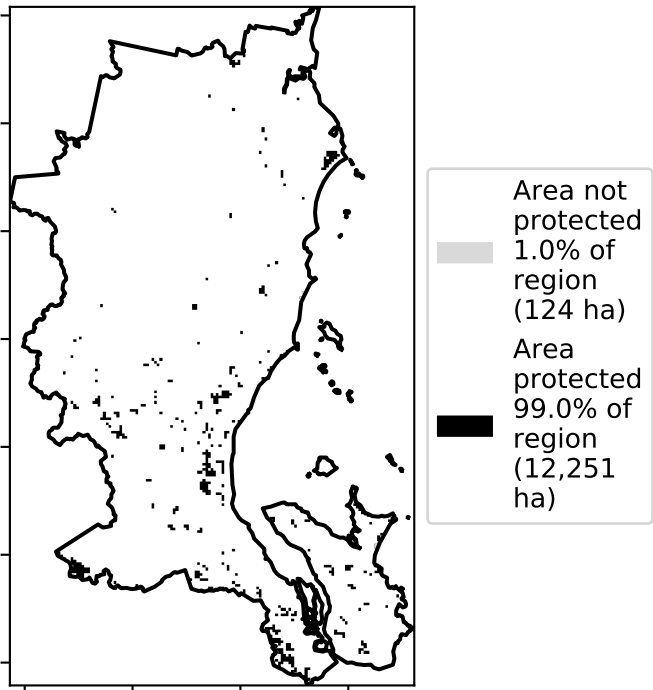 Area not
protected
1.0% of
region
(124 ha)
Area
protected
99.0% of
region
(12,251
ha)